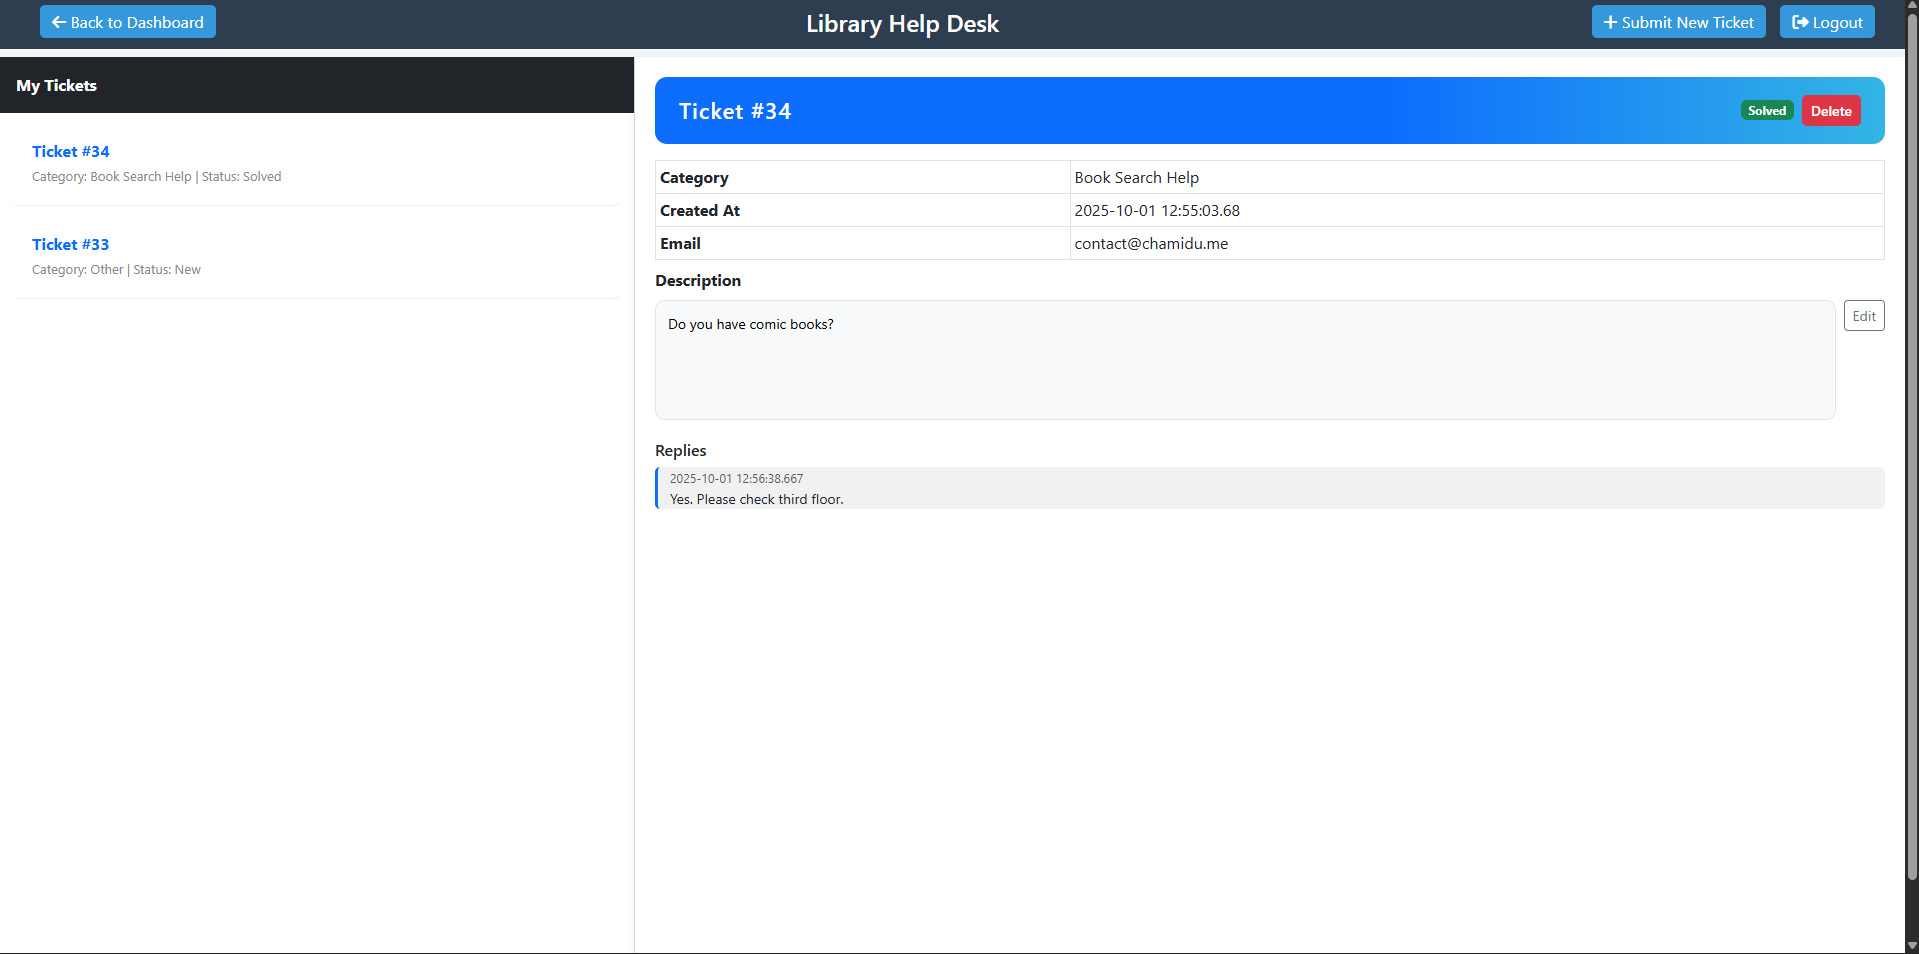 Back to Dashboard
Library Help Desk
Submit New Ticket
Logout
My Tickets
Ticket #34
Category: Book Search Help | Status: Solved
Ticket #33
Category: Other | Status: New
Ticket #34
Solved
Delete
Category Book Search Help
Created At 2025-10-01 12:55:03.68
Email contact@chamidu.me
Description
Do you have comic books?
Edit
Replies
2025-10-01 12:56:38.667
Yes. Please check third floor.